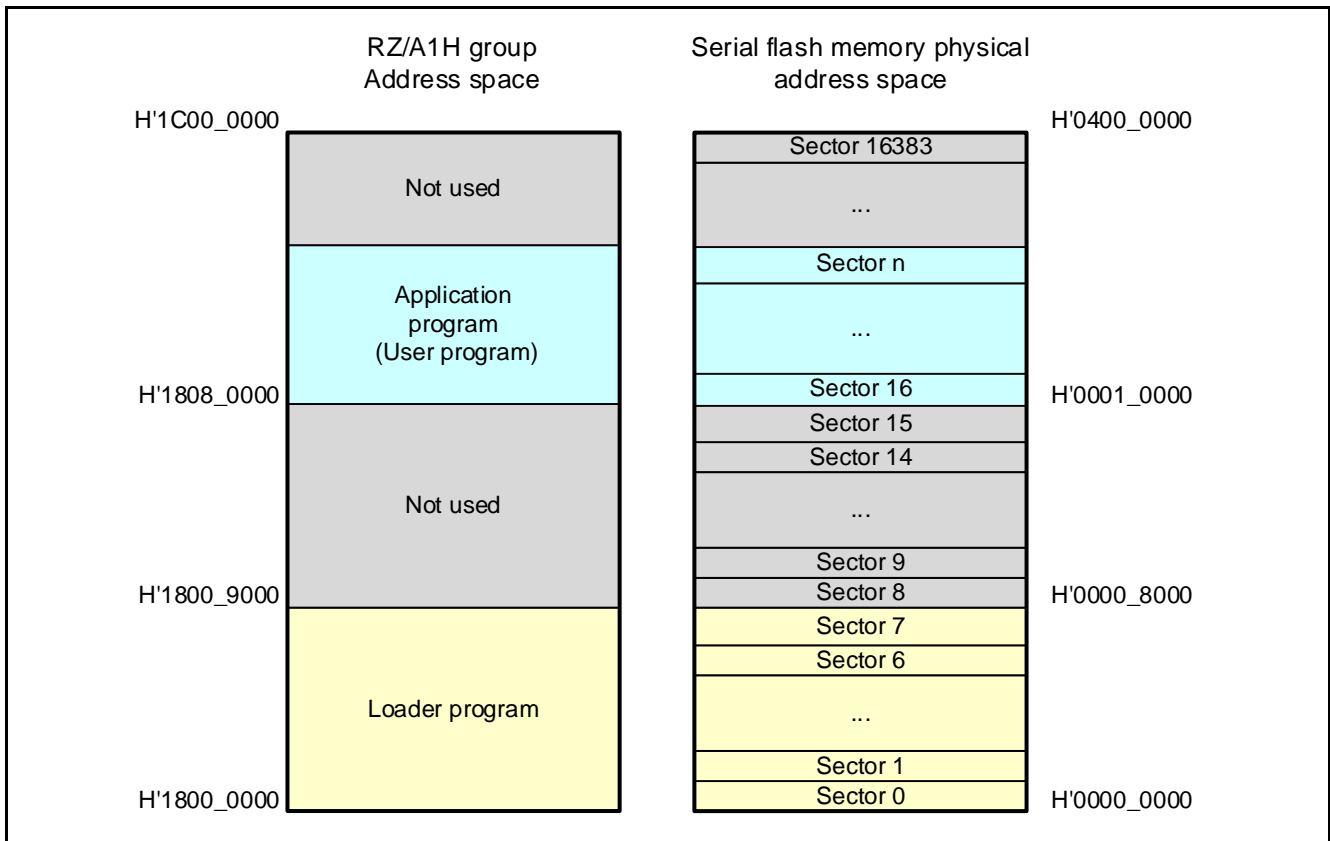 RZ/A1H group
Address space
Serial flash memory physical
address space
H'1C00_0000
H'0400_0000
Sector 16383
Not used
...
Sector n
Application
program
(User program)
...
H'1808_0000
Sector 16
H'0001_0000
Sector 15
Sector 14
Not used
...
Sector 9
H'1800_9000
Sector 8
H'0000_8000
Sector 7
Sector 6
Loader program
...
Sector 1
H'1800_0000
Sector 0
H'0000_0000